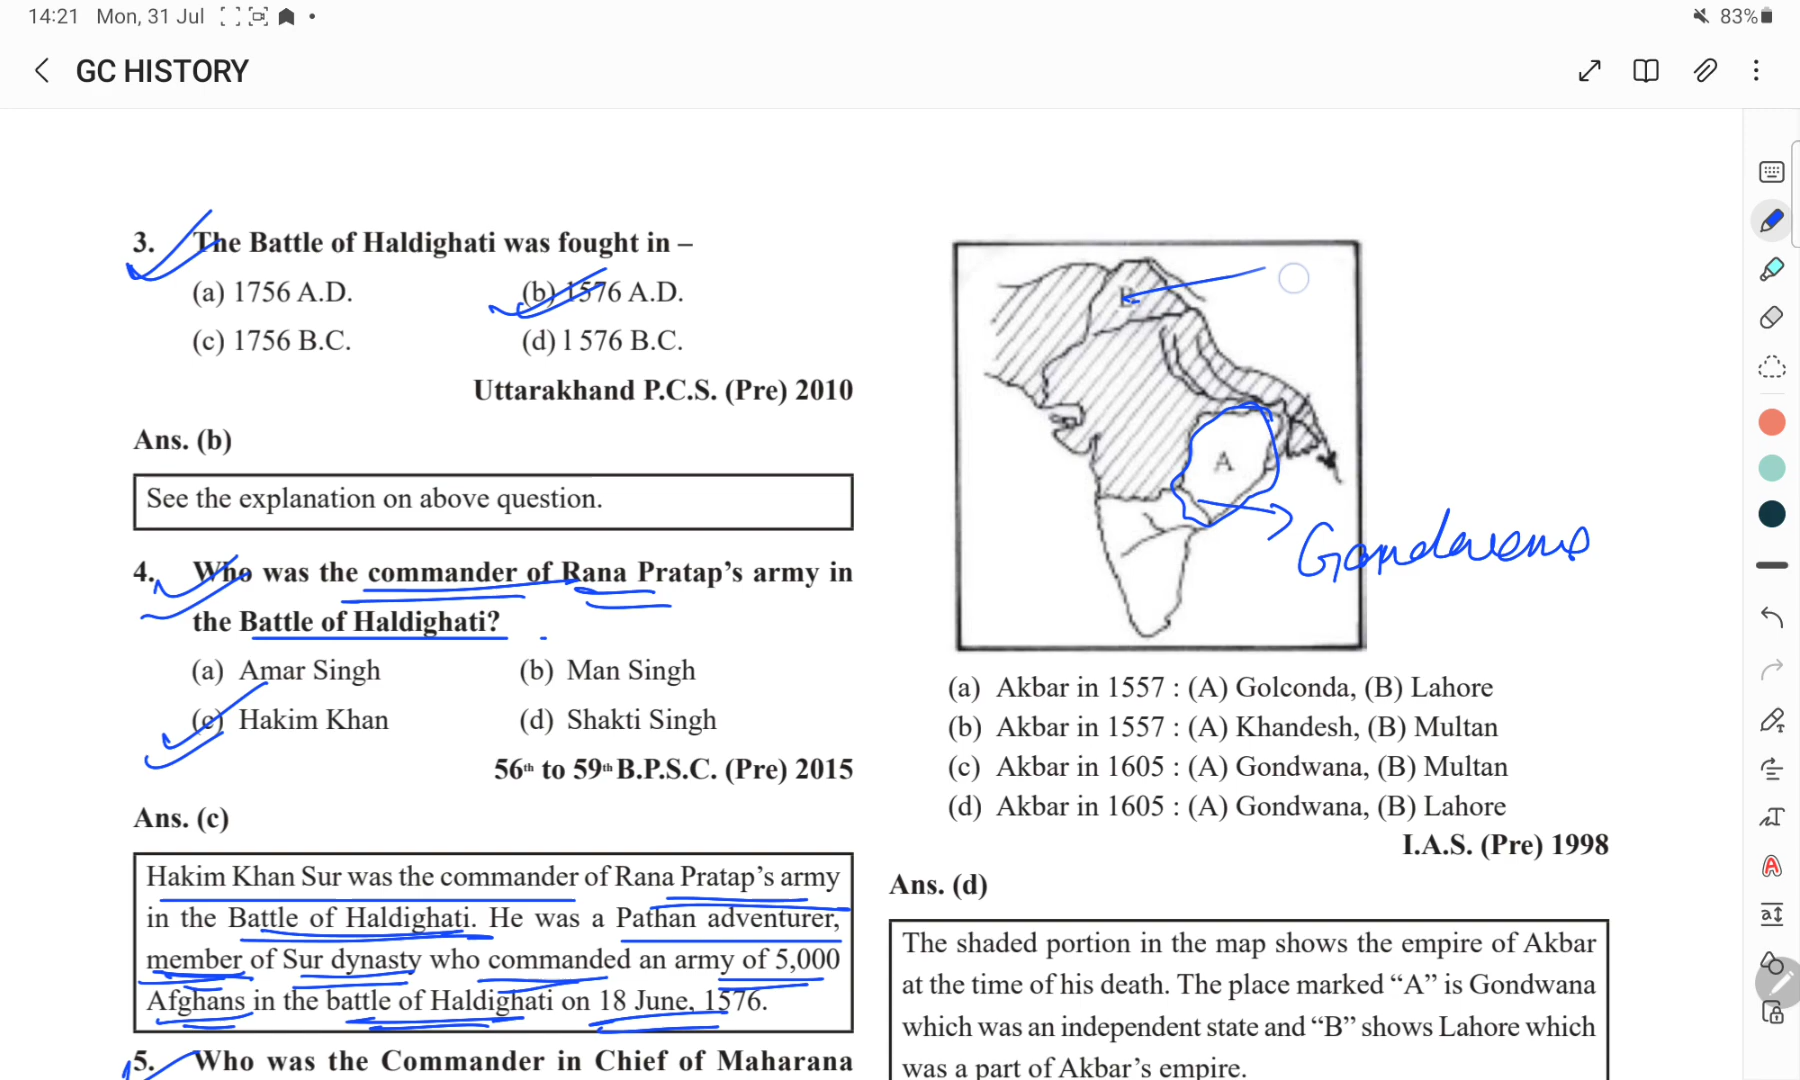 14:21 Mon, 31 Jul
83%
GC HISTORY
3. The Battle of Haldighati was fought in –
(a) 1756 A.D. (b) 1576 A.D.
(c) 1756 B.C. (d) 1 576 B.C.
Uttarakhand P.C.S. (Pre) 2010
Ans. (b)
See the explanation on above question.
4. Who was the commander of Rana Pratap's army in
the Battle of Haldighati?
(a) Amar Singh (b) Man Singh
(c) Hakim Khan (d) Shakti Singh
56th to 59th B.P.S.C. (Pre) 2015
Ans. (c)
Hakim Khan Sur was the commander of Rana Pratap's army
in the Battle of Haldighati. He was a Pathan adventurer,
member of Sur dynasty who commanded an army of 5,000
Afghans in the battle of Haldighati on 18 June, 1576.
5. Who was the Commander in Chief of Maharana
B
A
(a) Akbar in 1557 : (A) Golconda, (B) Lahore
(b) Akbar in 1557 : (A) Khandesh, (B) Multan
(c) Akbar in 1605 : (A) Gondwana, (B) Multan
(d) Akbar in 1605 : (A) Gondwana, (B) Lahore
I.A.S. (Pre) 1998
Ans. (d)
The shaded portion in the map shows the empire of Akbar
at the time of his death. The place marked “A” is Gondwana
which was an independent state and “B” shows Lahore which
was a part of Akbar's empire.